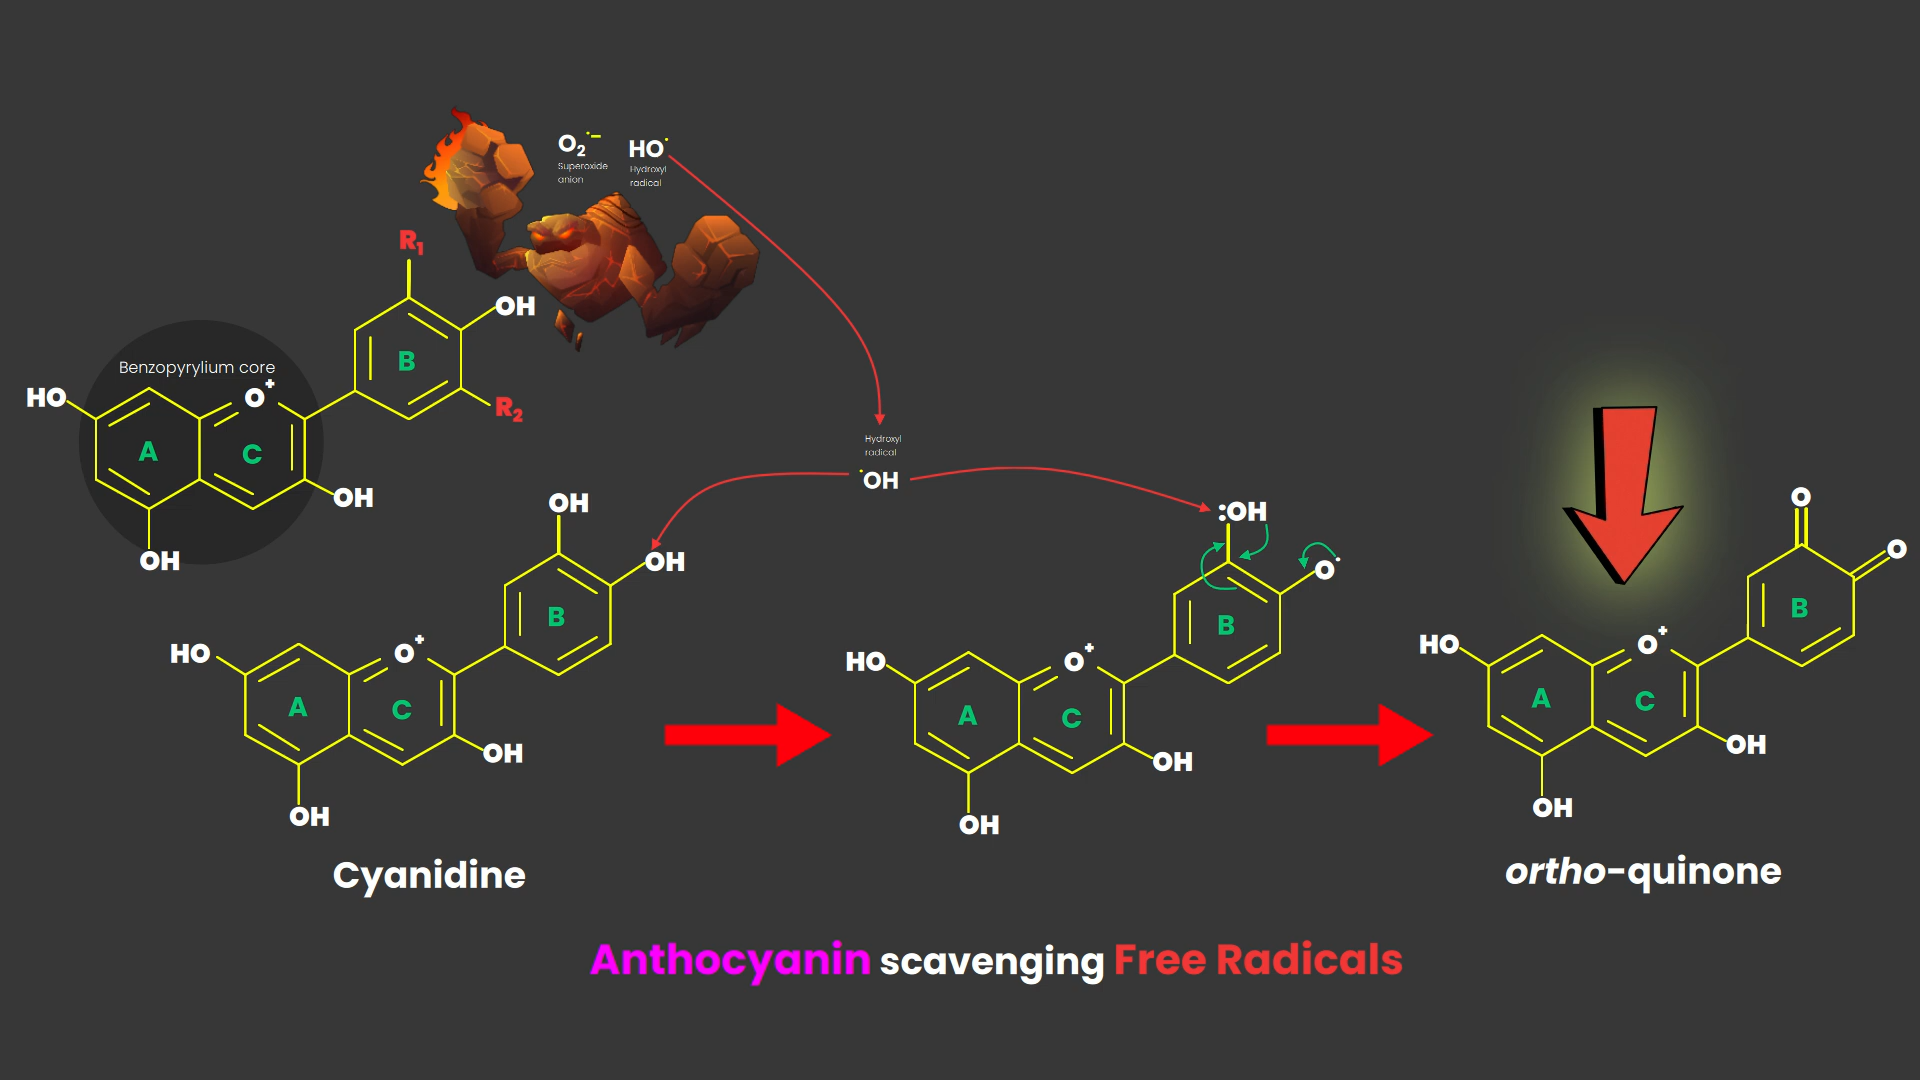 O₂˙⁻
Superoxide
anion
HO˙
Hydroxyl
radical
R₁
OH
B
R₂
Benzopyrylium core
HO
O⁺
A
C
OH
OH
Hydroxyl
radical
˙OH
OH
OH
B
HO
O⁺
A
C
OH
OH
Cyanidine
:OH
O˙
B
HO
O⁺
A
C
OH
OH
O
O
B
HO
O⁺
A
C
OH
OH
ortho-quinone
Anthocyanin scavenging Free Radicals